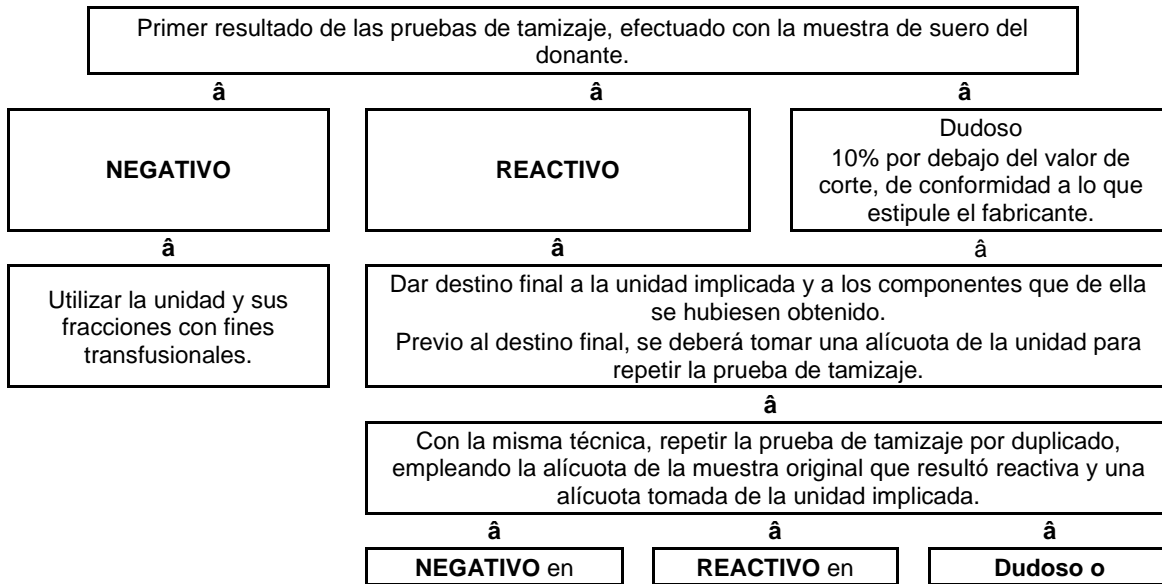 Primer resultado de las pruebas de tamizaje, efectuado con la muestra de suero del
donante.
â â â
NEGATIVO
REACTIVO
Dudoso
10% por debajo del valor de
corte, de conformidad a lo que
estipule el fabricante.
â â â
Utilizar la unidad y sus
fracciones con fines
transfusionales.
Dar destino final a la unidad implicada y a los componentes que de ella
se hubiesen obtenido.
Previo al destino final, se deberá tomar una alícuota de la unidad para
repetir la prueba de tamizaje.
â
Con la misma técnica, repetir la prueba de tamizaje por duplicado,
empleando la alícuota de la muestra original que resultó reactiva y una
alícuota tomada de la unidad implicada.
â â â
NEGATIVO en
REACTIVO en
Dudoso o